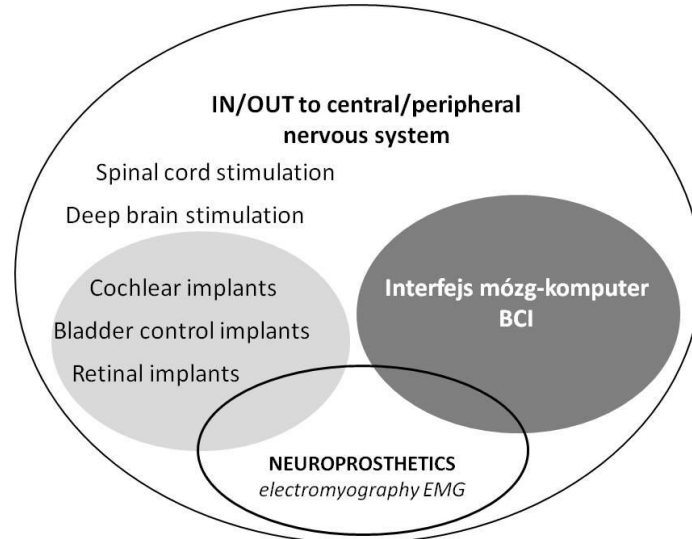 IN/OUT to central/peripheral
nervous system
Spinal cord stimulation
Deep brain stimulation
Cochlear implants
Bladder control implants
Retinal implants
Interfejs mózg-komputer
BCI
NEUROPROSTHETICS
electromyography EMG